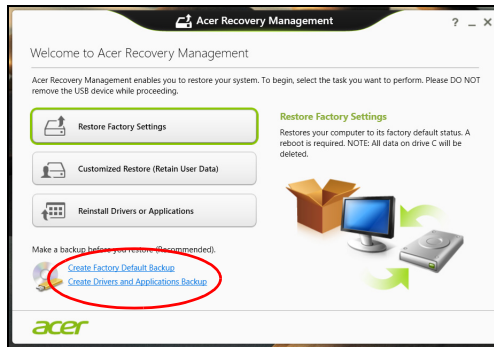 Acer Recovery Management
Welcome to Acer Recovery Management
Acer Recovery Management enables you to restore your system. To begin, select the task you want to perform. Please DO NOT
remove the USB device while proceeding.
Restore Factory Settings
Customized Restore (Retain User Data)
Reinstall Drivers or Applications
Restore Factory Settings
Restores your computer to its factory default status. A
reboot is required. NOTE: All data on drive C will be
deleted.
Make a backup before you restore (Recommended).
Create Factory Default Backup
Create Drivers and Applications Backup
acer